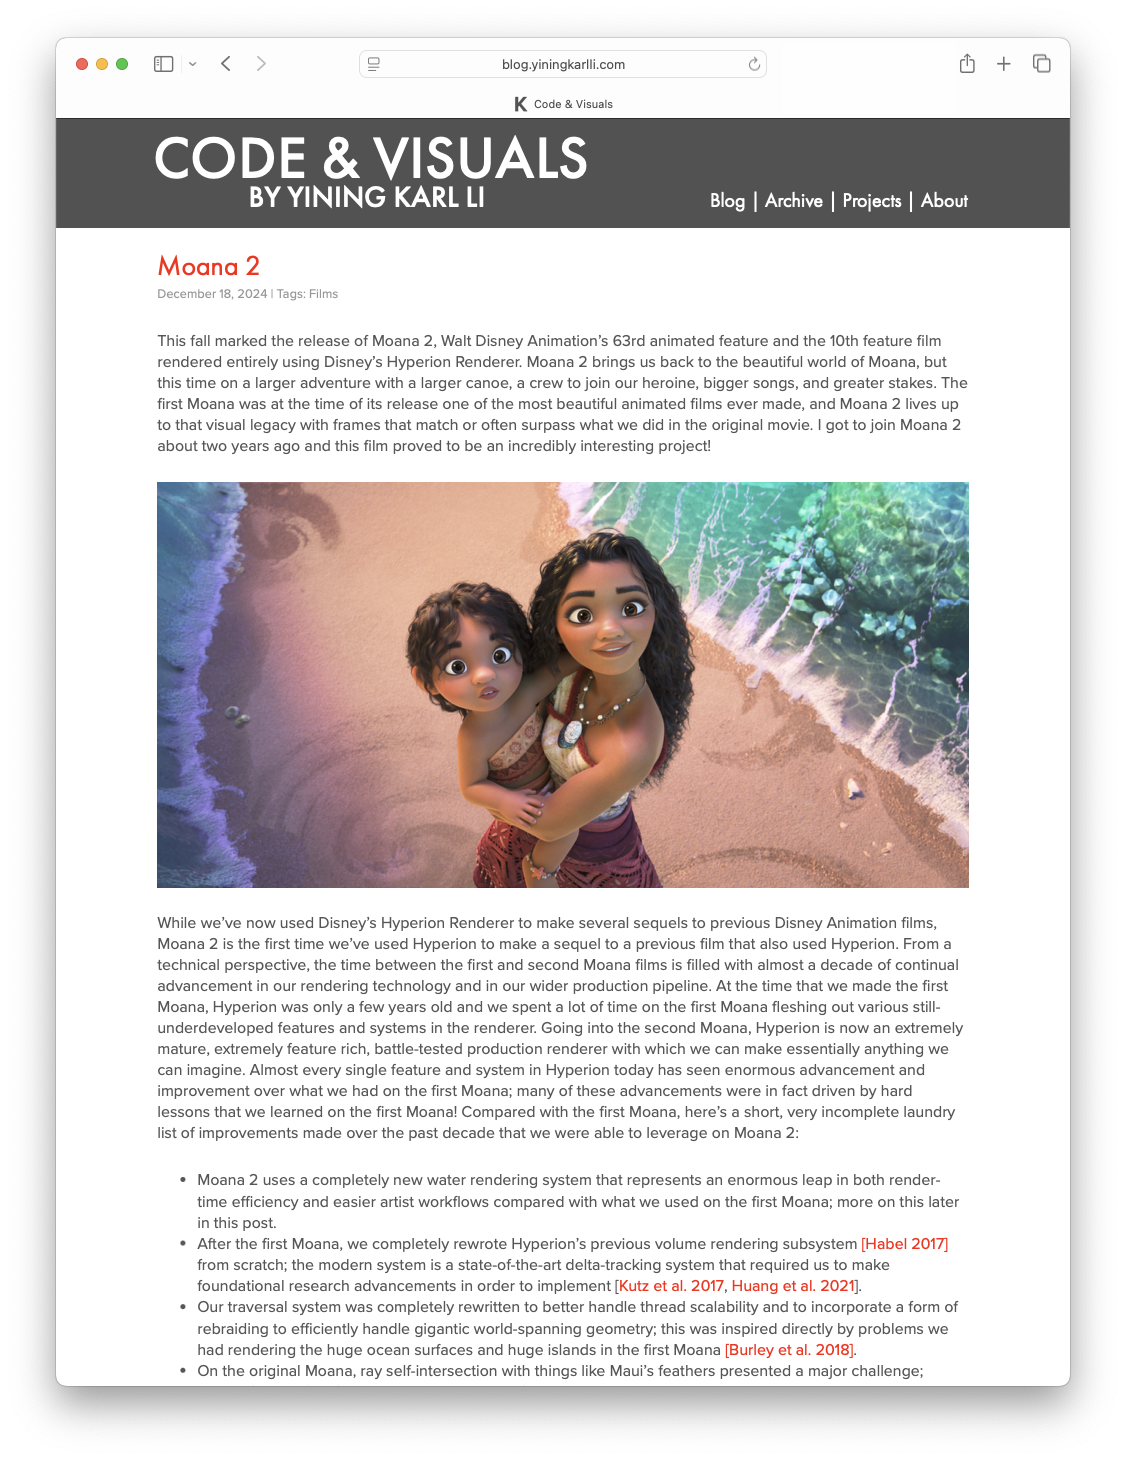 blog.yiningkarlli.com
K Code & Visuals
CODE & VISUALS
BY YINING KARL LI
Blog | Archive | Projects | About
Moana 2
December 18, 2024 | Tags: Films
This fall marked the release of Moana 2, Walt Disney Animation’s 63rd animated feature and the 10th feature film
rendered entirely using Disney’s Hyperion Renderer. Moana 2 brings us back to the beautiful world of Moana, but
this time on a larger adventure with a larger canoe, a crew to join our heroine, bigger songs, and greater stakes. The
first Moana was at the time of its release one of the most beautiful animated films ever made, and Moana 2 lives up
to that visual legacy with frames that match or often surpass what we did in the original movie. I got to join Moana 2
about two years ago and this film proved to be an incredibly interesting project!
While we’ve now used Disney’s Hyperion Renderer to make several sequels to previous Disney Animation films,
Moana 2 is the first time we’ve used Hyperion to make a sequel to a previous film that also used Hyperion. From a
technical perspective, the time between the first and second Moana films is filled with almost a decade of continual
advancement in our rendering technology and in our wider production pipeline. At the time that we made the first
Moana, Hyperion was only a few years old and we spent a lot of time on the first Moana fleshing out various still-
underdeveloped features and systems in the renderer. Going into the second Moana, Hyperion is now an extremely
mature, extremely feature rich, battle-tested production renderer with which we can make essentially anything we
can imagine. Almost every single feature and system in Hyperion today has seen enormous advancement and
improvement over what we had on the first Moana; many of these advancements were in fact driven by hard
lessons that we learned on the first Moana! Compared with the first Moana, here’s a short, very incomplete laundry
list of improvements made over the past decade that we were able to leverage on Moana 2:
• Moana 2 uses a completely new water rendering system that represents an enormous leap in both render-
time efficiency and easier artist workflows compared with what we used on the first Moana; more on this later
in this post.
• After the first Moana, we completely rewrote Hyperion’s previous volume rendering subsystem [Habel 2017]
from scratch; the modern system is a state-of-the-art delta-tracking system that required us to make
foundational research advancements in order to implement [Kutz et al. 2017, Huang et al. 2021].
• Our traversal system was completely rewritten to better handle thread scalability and to incorporate a form of
rebraiding to efficiently handle gigantic world-spanning geometry; this was inspired directly by problems we
had rendering the huge ocean surfaces and huge islands in the first Moana [Burley et al. 2018].
• On the original Moana, ray self-intersection with things like Maui’s feathers presented a major challenge;